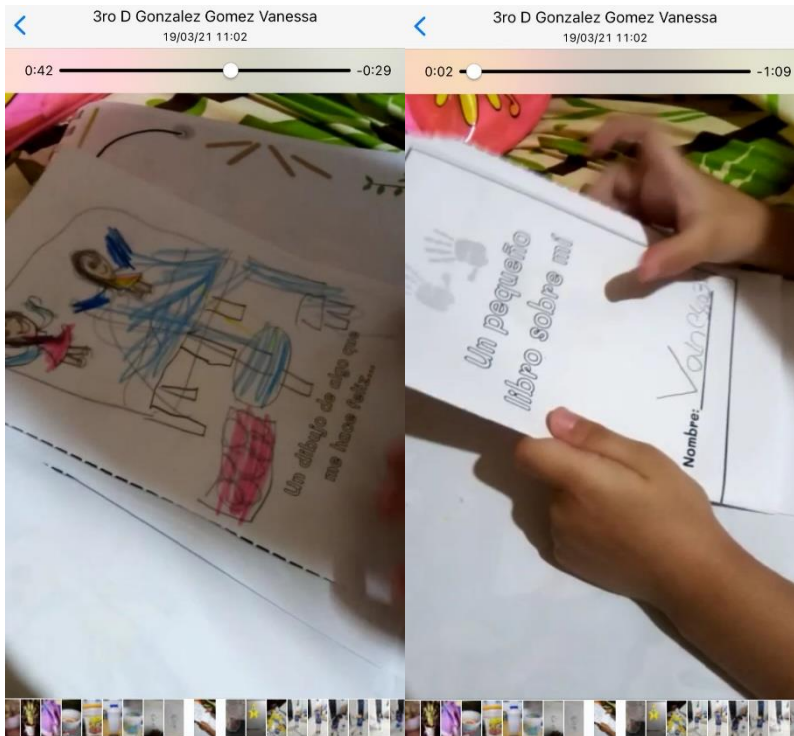 3ro D Gonzalez Gomez Vanessa
19/03/21 11:02
0:42
-0:29
Un dibujo de algo que
me hace feliz...
3ro D Gonzalez Gomez Vanessa
19/03/21 11:02
0:02
-1:09
Un pequeño
libro sobre mí
Nombre: Vanessa